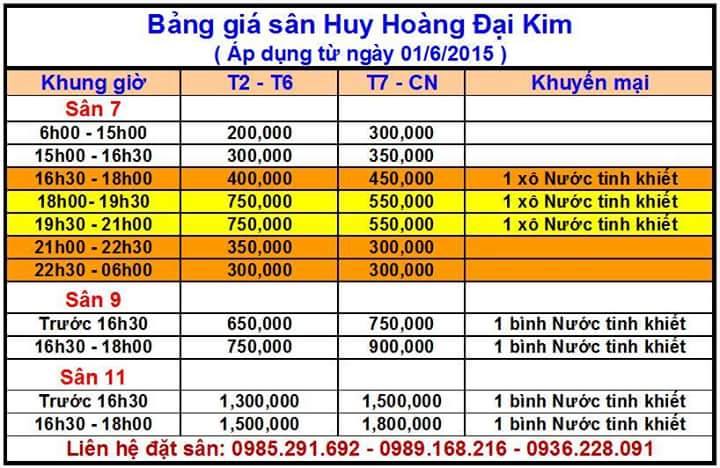 Bảng giá sân Huy Hoàng Đại Kim
( Áp dụng từ ngày 01/6/2015 )
Khung giờ T2 - T6 T7 - CN Khuyến mại
Sân 7
6h00 - 15h00 200,000 300,000
15h00 - 16h30 300,000 350,000
16h30 - 18h00 400,000 450,000 1 xô Nước tinh khiết
18h00- 19h30 750,000 550,000 1 xô Nước tinh khiết
19h30 - 21h00 750,000 550,000 1 xô Nước tinh khiết
21h00 - 22h30 350,000 300,000
22h30 - 06h00 300,000 300,000
Sân 9
Trước 16h30 650,000 750,000 1 bình Nước tinh khiết
16h30 - 18h00 750,000 900,000 1 bình Nước tinh khiết
Sân 11
Trước 16h30 1,300,000 1,500,000 1 bình Nước tinh khiết
16h30 - 18h00 1,500,000 1,800,000 1 bình Nước tinh khiết
Liên hệ đặt sân: 0985.291.692 - 0989.168.216 - 0936.228.091